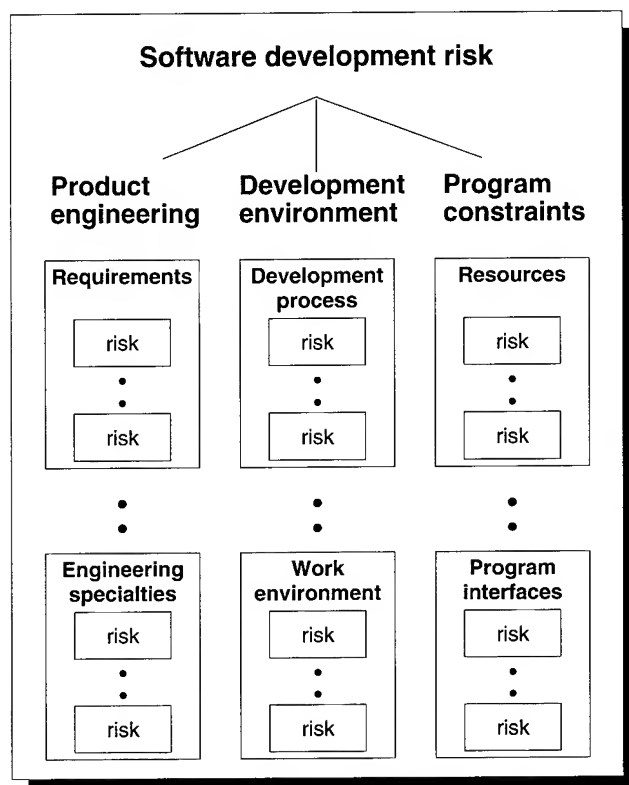 Software development risk
Product
engineering
Development
environment
Program
constraints
Requirements
risk
risk
Development
process
risk
risk
Resources
risk
risk
Engineering
specialties
risk
risk
Work
environment
risk
risk
Program
interfaces
risk
risk